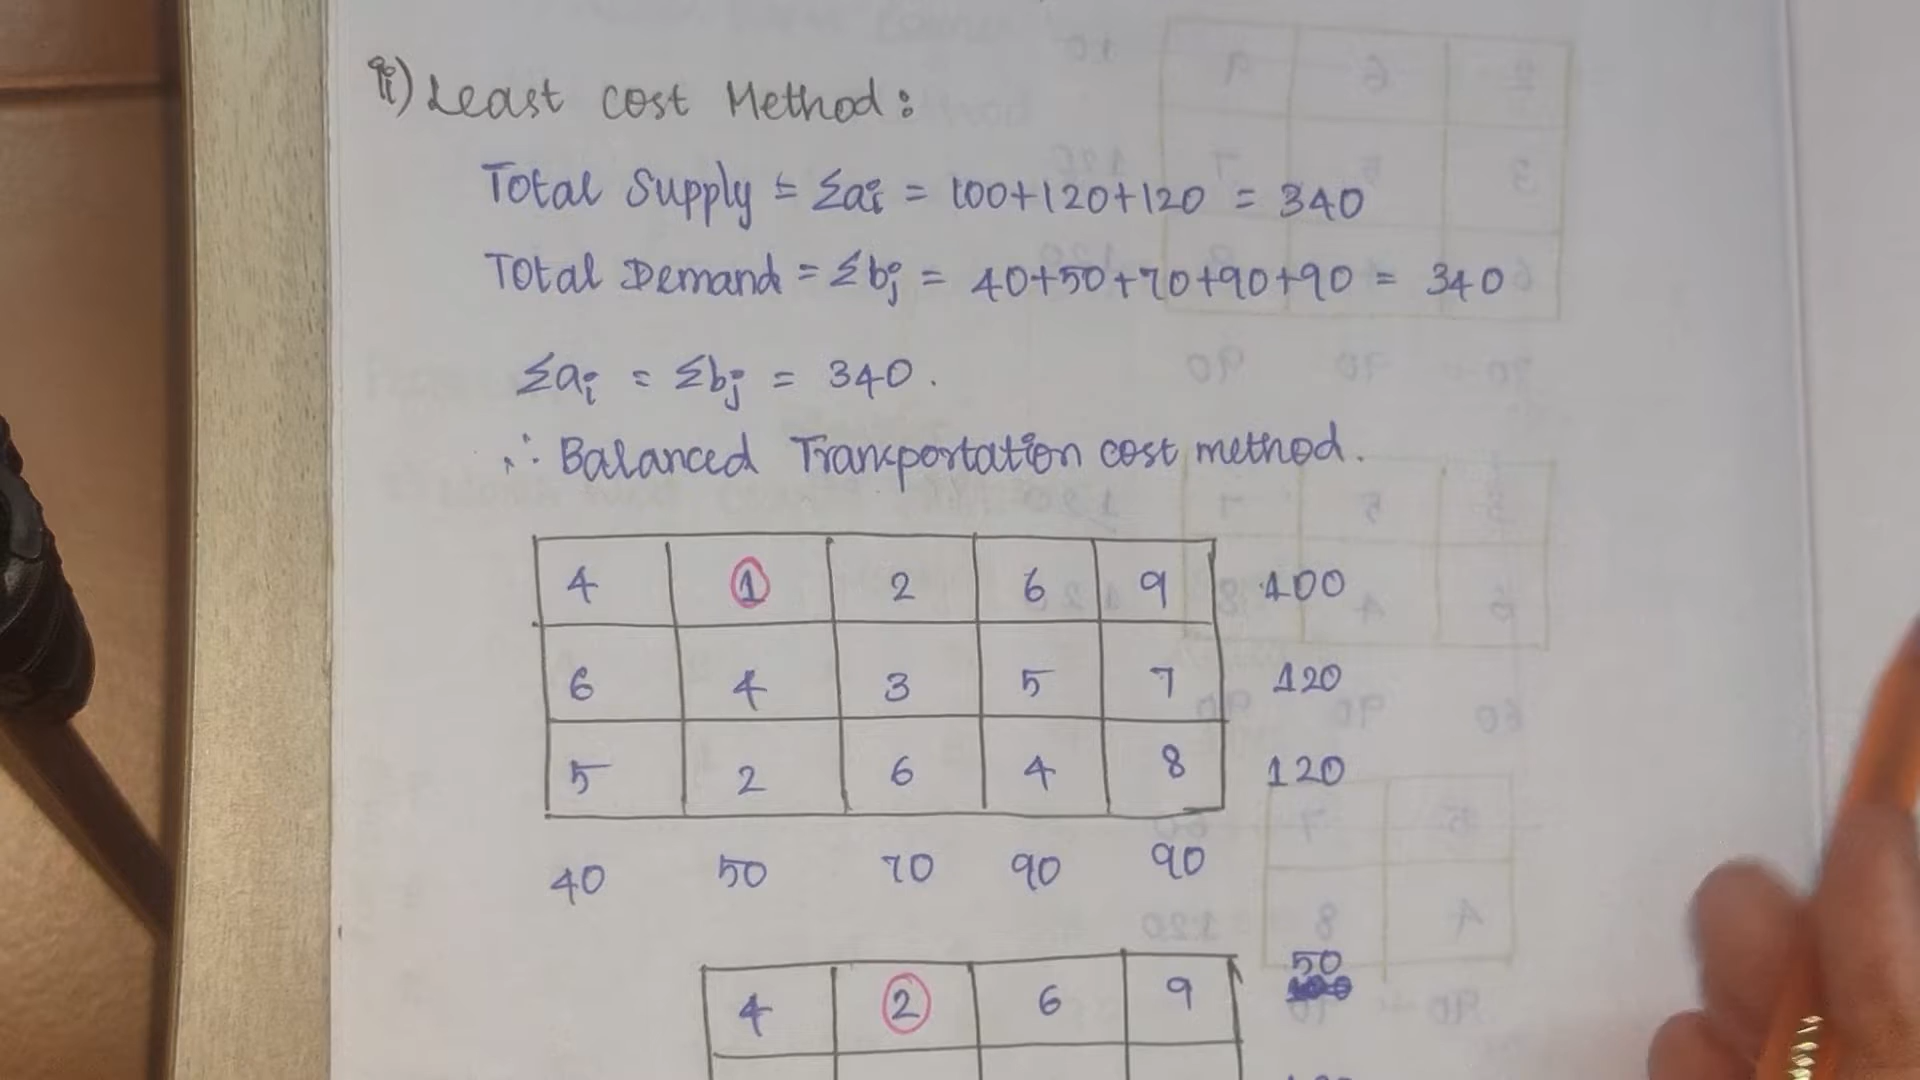 ii) Least cost Method:
Total Supply = Σai = 100+120+120 = 340
Total Demand = Σbj = 40+50+70+90+90 = 340
Σai = Σbj = 340.
∴ Balanced Transportation cost method.
4 1 2 6 9 100
6 4 3 5 7 120
5 2 6 4 8 120
40 50 70 90 90
50
4 2 6 9